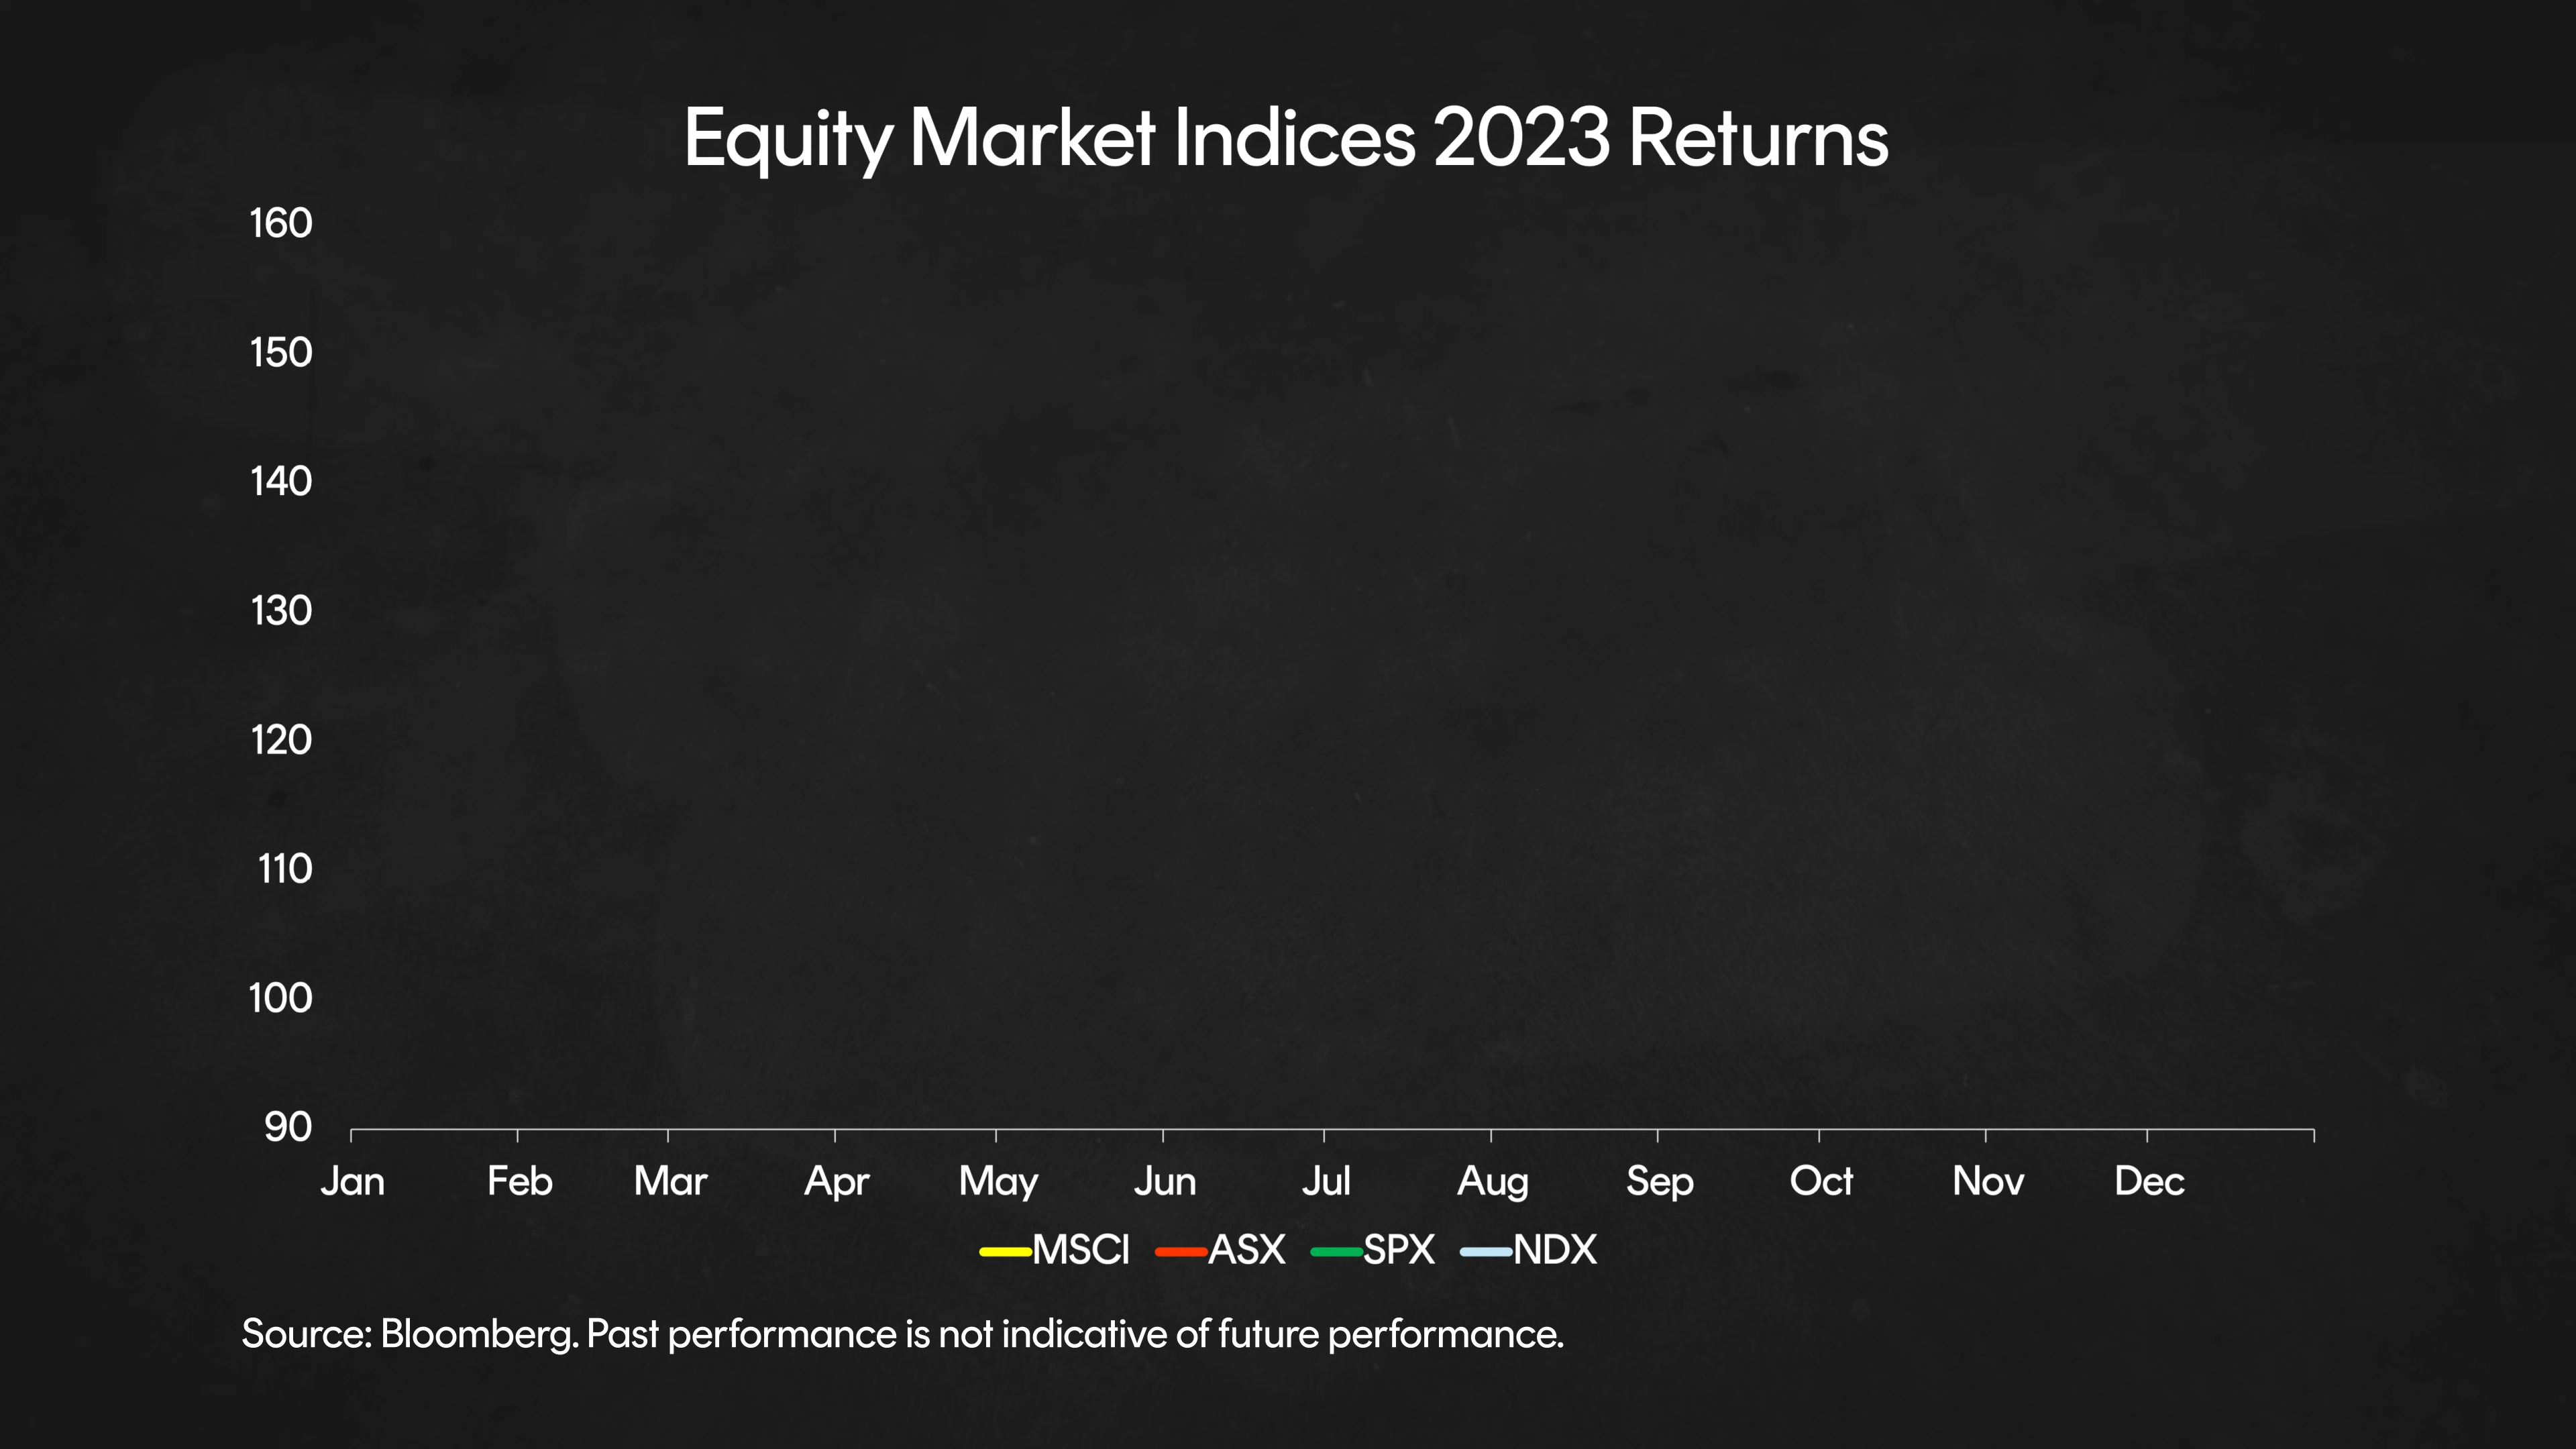 Equity Market Indices 2023 Returns
160
150
140
130
120
110
100
90
Jan Feb Mar Apr May Jun Jul Aug Sep Oct Nov Dec
MSCI ASX SPX NDX
Source: Bloomberg. Past performance is not indicative of future performance.